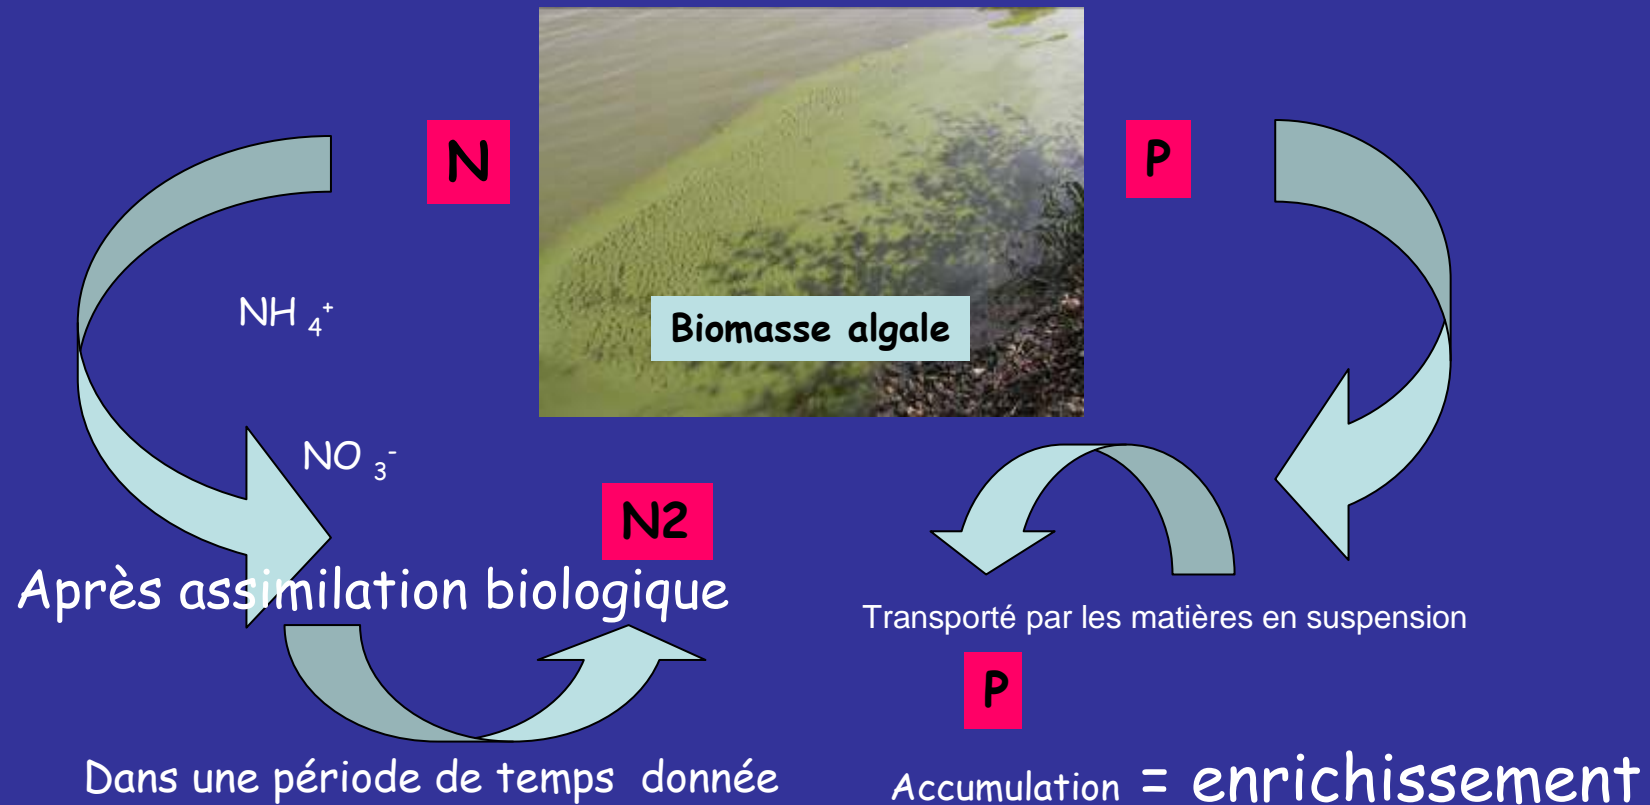 N
P
NH 4+
Biomasse algale
NO 3-
N2
Après assimilation biologique
Transporté par les matières en suspension
P
Dans une période de temps donnée
Accumulation = enrichissement